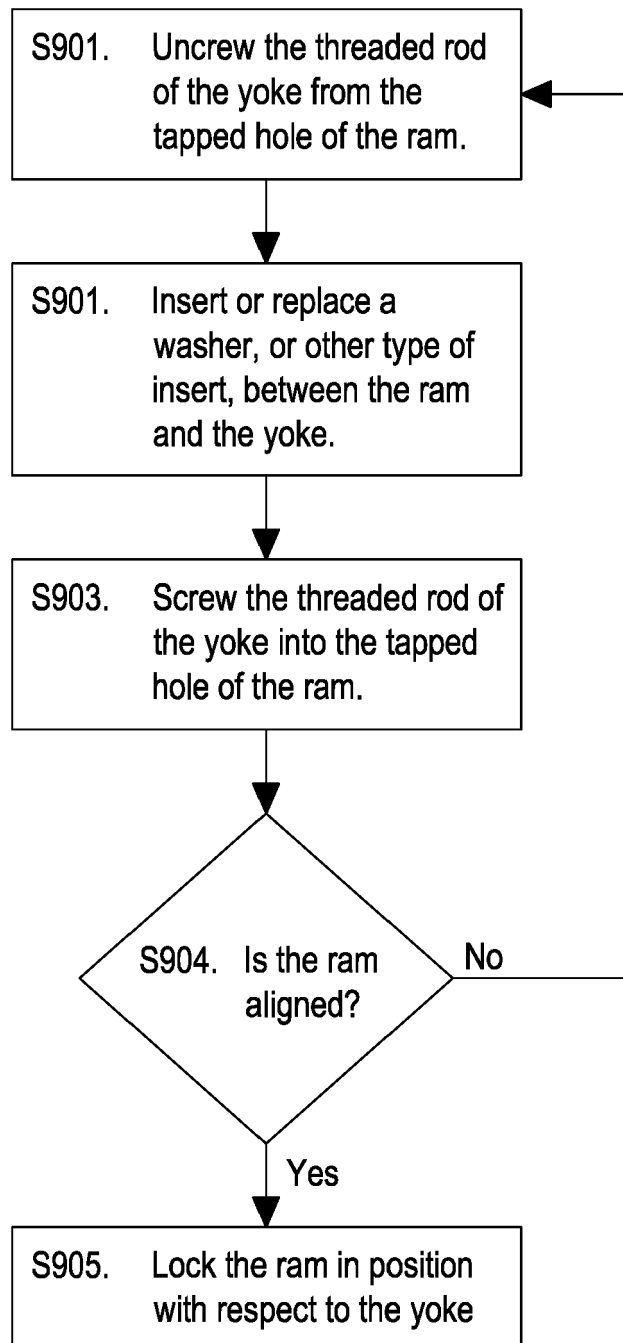 S901. Uncrew the threaded rod
of the yoke from the
tapped hole of the ram.
S901. Insert or replace a
washer, or other type of
insert, between the ram
and the yoke.
S903. Screw the threaded rod of
the yoke into the tapped
hole of the ram.
S904. Is the ram
aligned?
No
Yes
S905. Lock the ram in position
with respect to the yoke